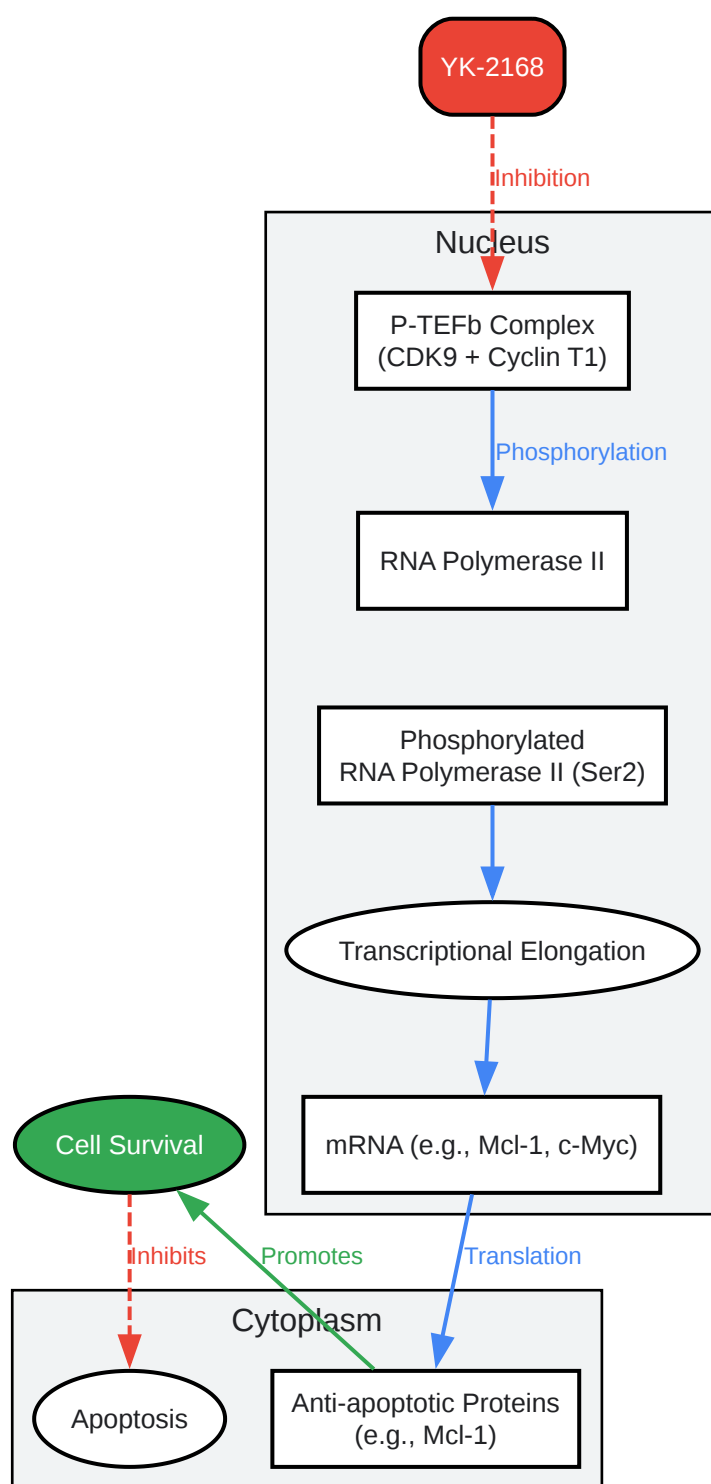 YK-2168
Inhibition
Nucleus
P-TEFb Complex
(CDK9 + Cyclin T1)
Phosphorylation
RNA Polymerase II
Phosphorylated
RNA Polymerase II (Ser2)
Transcriptional Elongation
mRNA (e.g., Mcl-1, c-Myc)
Cell Survival
Inhibits
Promotes
Translation
Cytoplasm
Apoptosis
Anti-apoptotic Proteins
(e.g., Mcl-1)